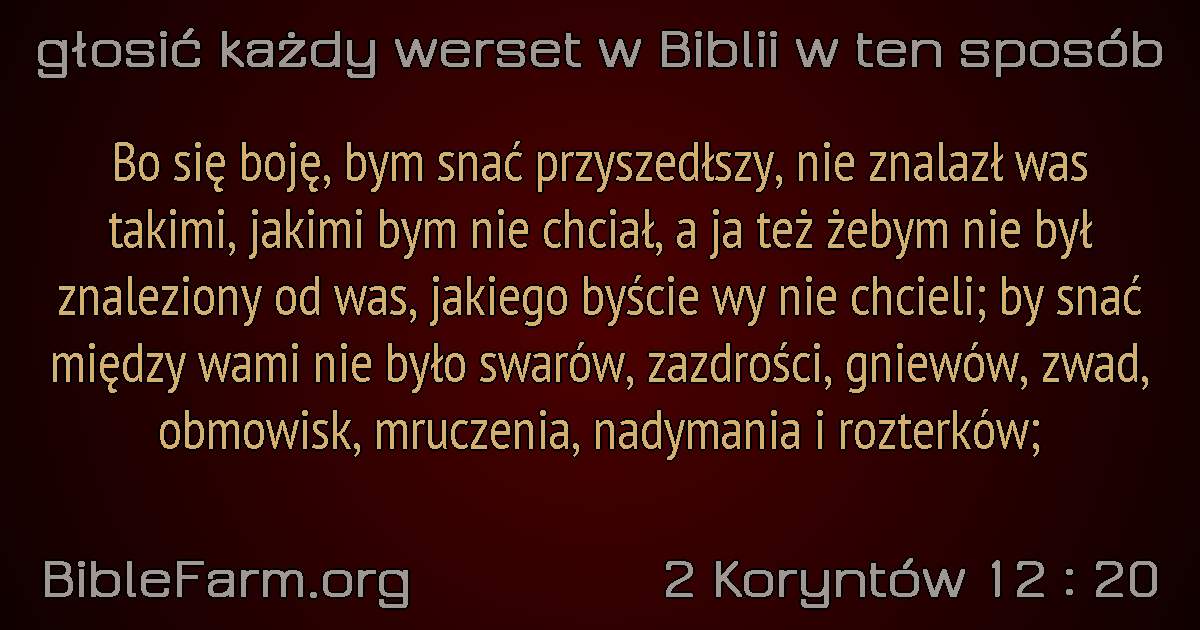 głosić każdy werset w Biblii w ten sposób
Bo się boję, bym snać przyszedłszy, nie znalazł was
takimi, jakimi bym nie chciał, a ja też żebym nie był
znaleziony od was, jakiego byście wy nie chcieli; by snać
między wami nie było swarów, zazdrości, gniewów, zwad,
obmowisk, mruczenia, nadymania i rozterków;
BibleFarm.org
2 Koryntów 12 : 20